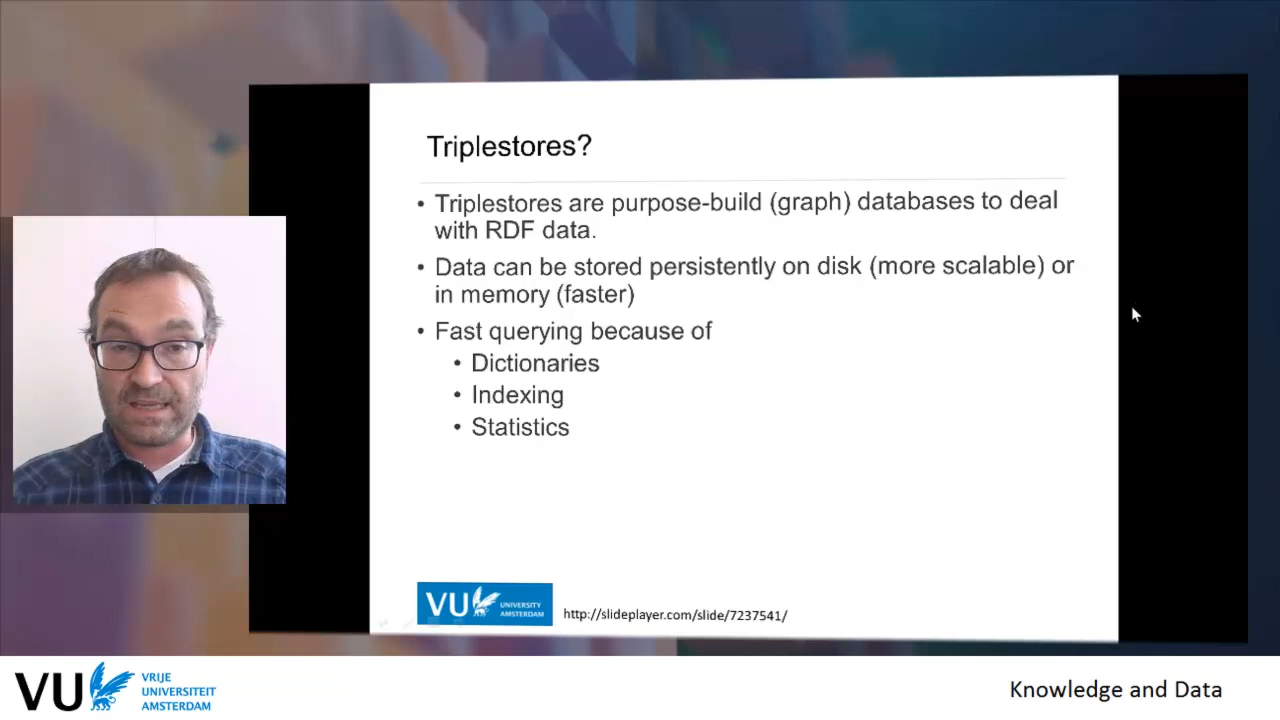 Triplestores?
• Triplestores are purpose-build (graph) databases to deal
with RDF data.
• Data can be stored persistently on disk (more scalable) or
in memory (faster)
• Fast querying because of
• Dictionaries
• Indexing
• Statistics
VU UNIVERSITY
AMSTERDAM
http://slideplayer.com/slide/7237541/
VU VRIJE
UNIVERSITEIT
AMSTERDAM
Knowledge and Data